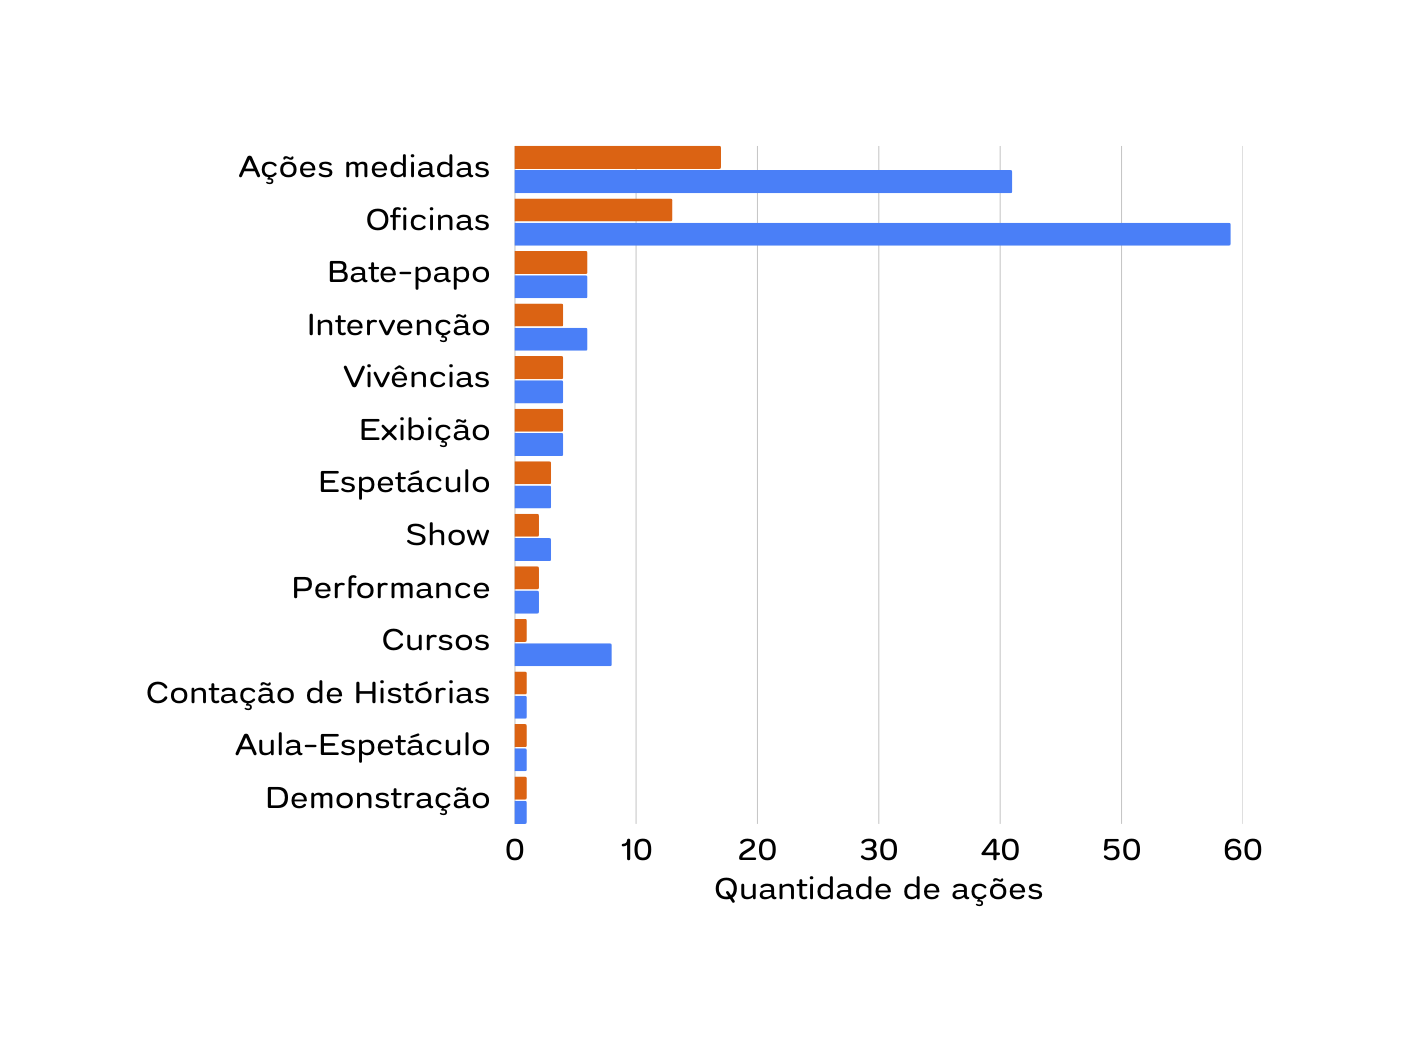 Ações mediadas
Oficinas
Bate-papo
Intervenção
Vivências
Exibição
Espetáculo
Show
Performance
Cursos
Contação de Histórias
Aula-Espetáculo
Demonstração
0 10 20 30 40 50 60
Quantidade de ações